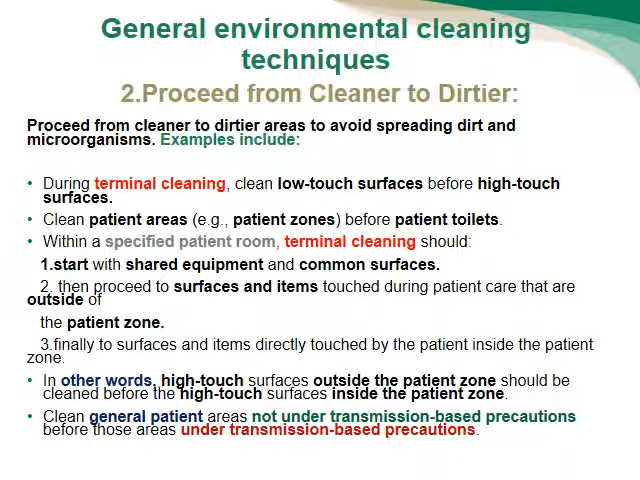 General environmental cleaning
techniques
2.Proceed from Cleaner to Dirtier:
Proceed from cleaner to dirtier areas to avoid spreading dirt and
microorganisms. Examples include:
• During terminal cleaning, clean low-touch surfaces before high-touch
surfaces.
• Clean patient areas (e.g., patient zones) before patient toilets.
• Within a specified patient room, terminal cleaning should:
1.start with shared equipment and common surfaces.
2. then proceed to surfaces and items touched during patient care that are
outside of
the patient zone.
3.finally to surfaces and items directly touched by the patient inside the patient
zone.
• In other words, high-touch surfaces outside the patient zone should be
cleaned before the high-touch surfaces inside the patient zone.
• Clean general patient areas not under transmission-based precautions
before those areas under transmission-based precautions.